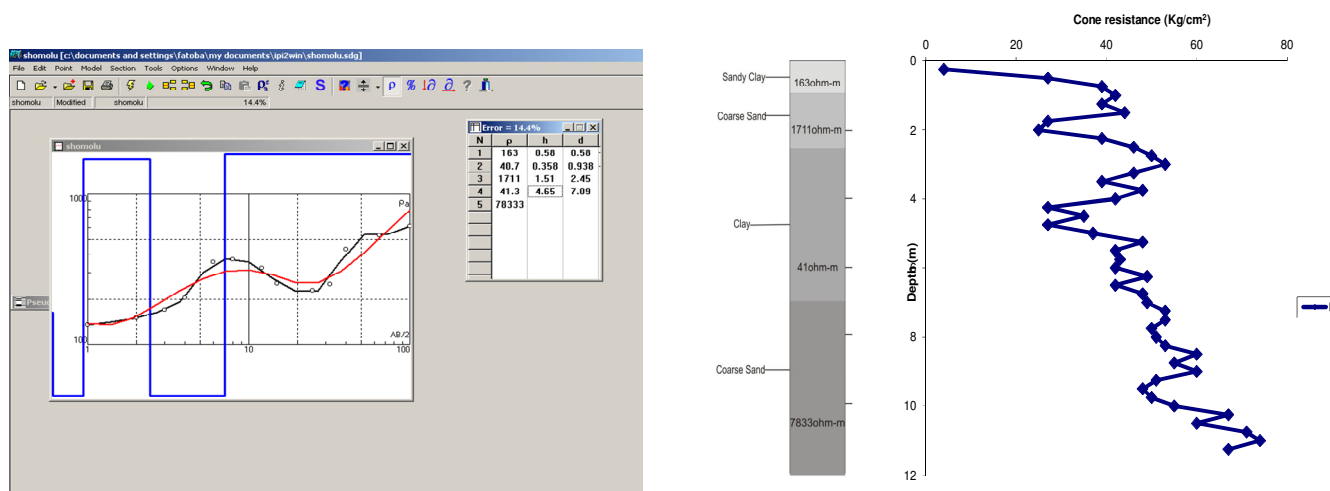 shomolu [c:\documents and settings\fatoba\my documents\ipi2win\shomolu.sdg]
File Edit Point Model Section Tools Options Window Help
shomolu Modified shomolu 14.4%
shomolu
1000
ρa
100
AB/2
1 10 100
Pseu
Error = 14.4%
N ρ h d
1 163 0.58 0.58
2 40.7 0.358 0.938
3 1711 1.51 2.45
4 41.3 4.65 7.09
5 78333
Sandy Clay
163ohm-m
Coarse Sand
1711ohm-m
Clay
41ohm-m
Coarse Sand
7833ohm-m
Cone resistance (Kg/cm²)
0 20 40 60 80
0
2
4
6
8
10
12
Depth (m)